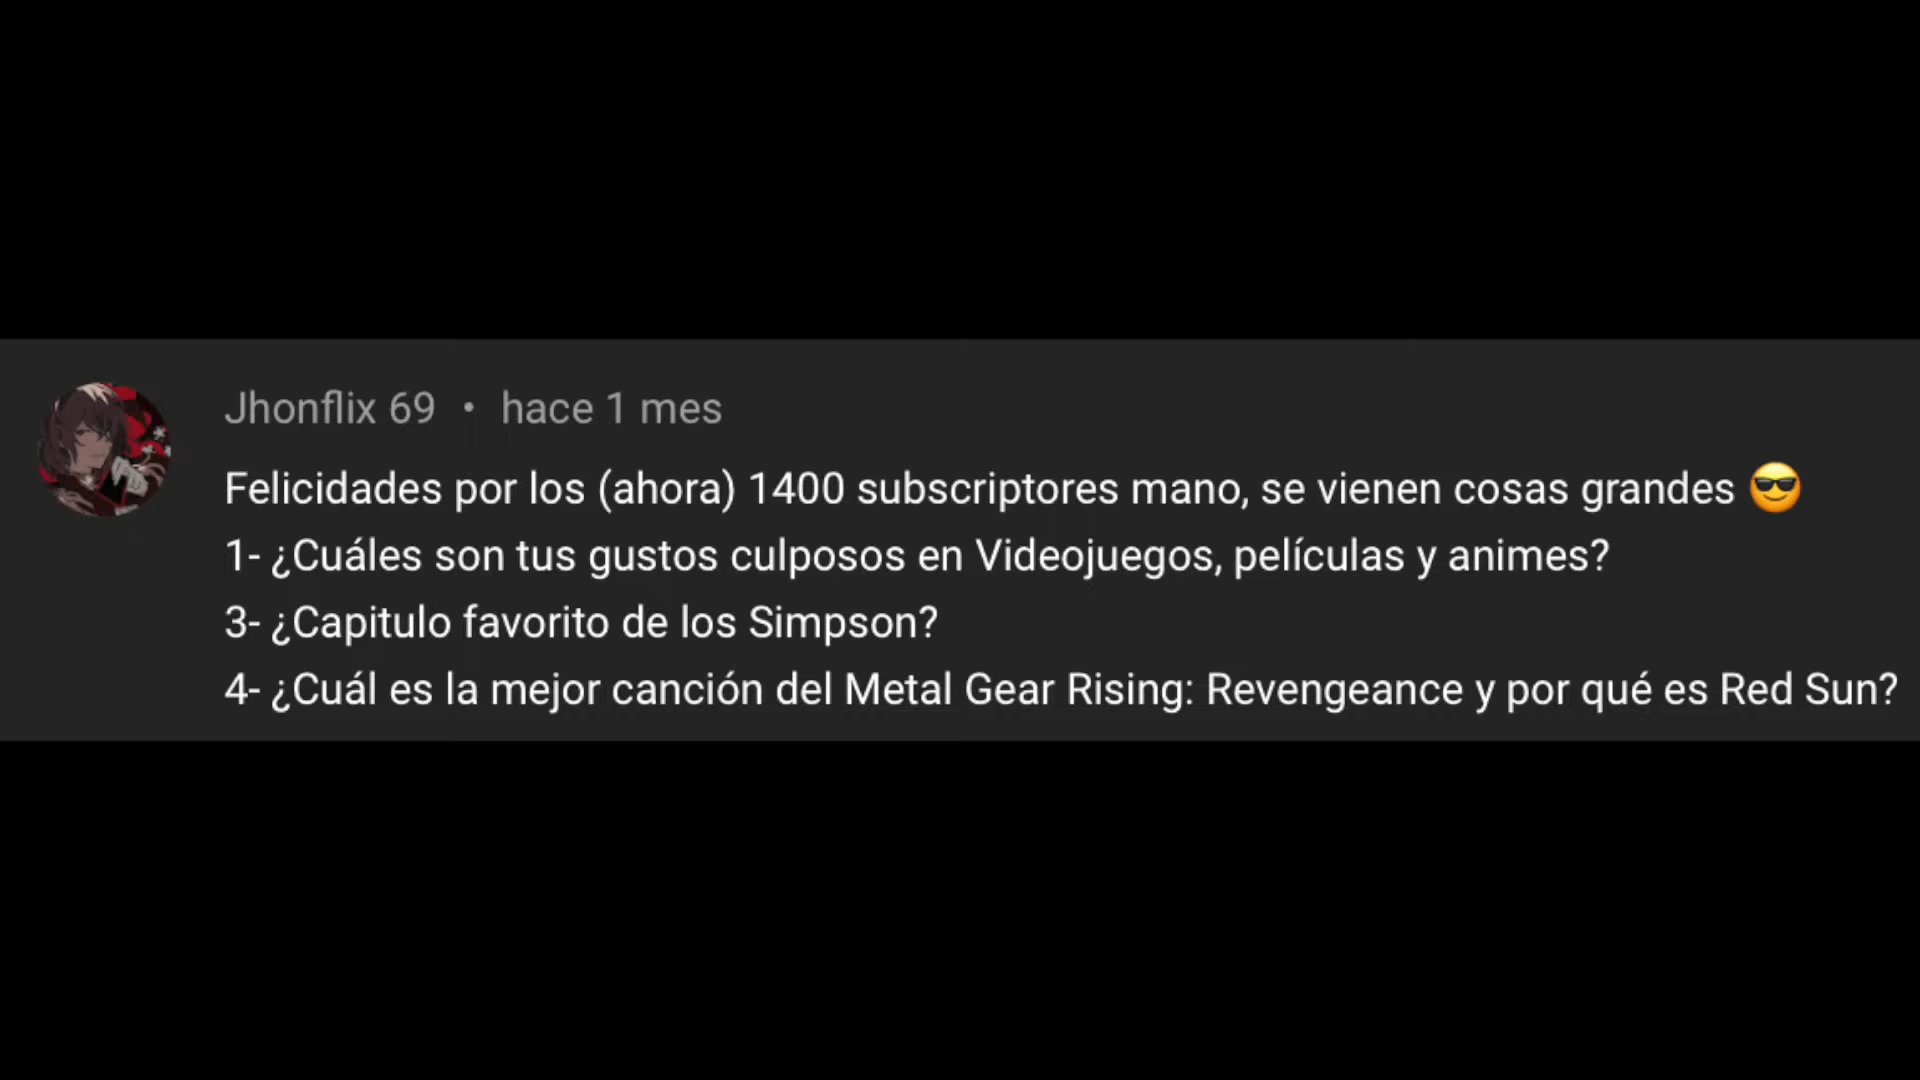 Jhonflix 69 • hace 1 mes
Felicidades por los (ahora) 1400 subscriptores mano, se vienen cosas grandes 😎
1- ¿Cuáles son tus gustos culposos en Videojuegos, películas y animes?
3- ¿Capitulo favorito de los Simpson?
4- ¿Cuál es la mejor canción del Metal Gear Rising: Revengeance y por qué es Red Sun?